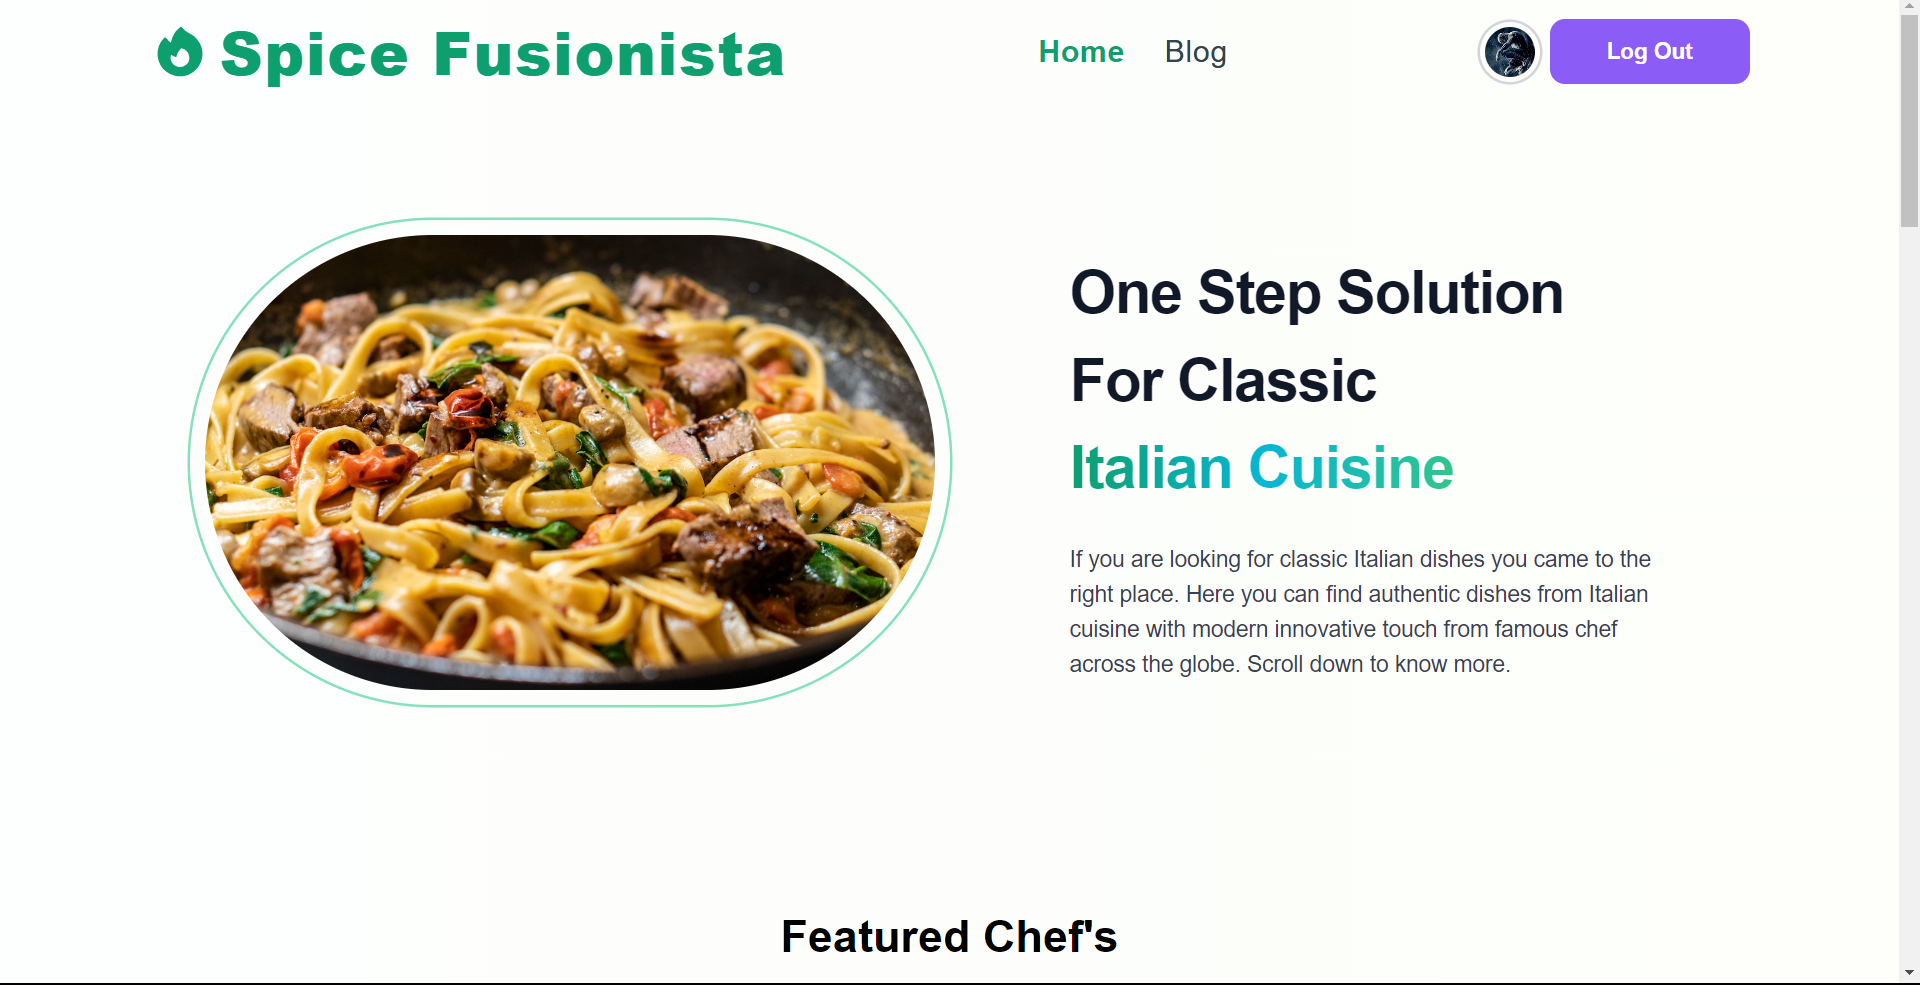 Spice Fusionista
Home
Blog
Log Out
One Step Solution
For Classic
Italian Cuisine
If you are looking for classic Italian dishes you came to the
right place. Here you can find authentic dishes from Italian
cuisine with modern innovative touch from famous chef
across the globe. Scroll down to know more.
Featured Chef's